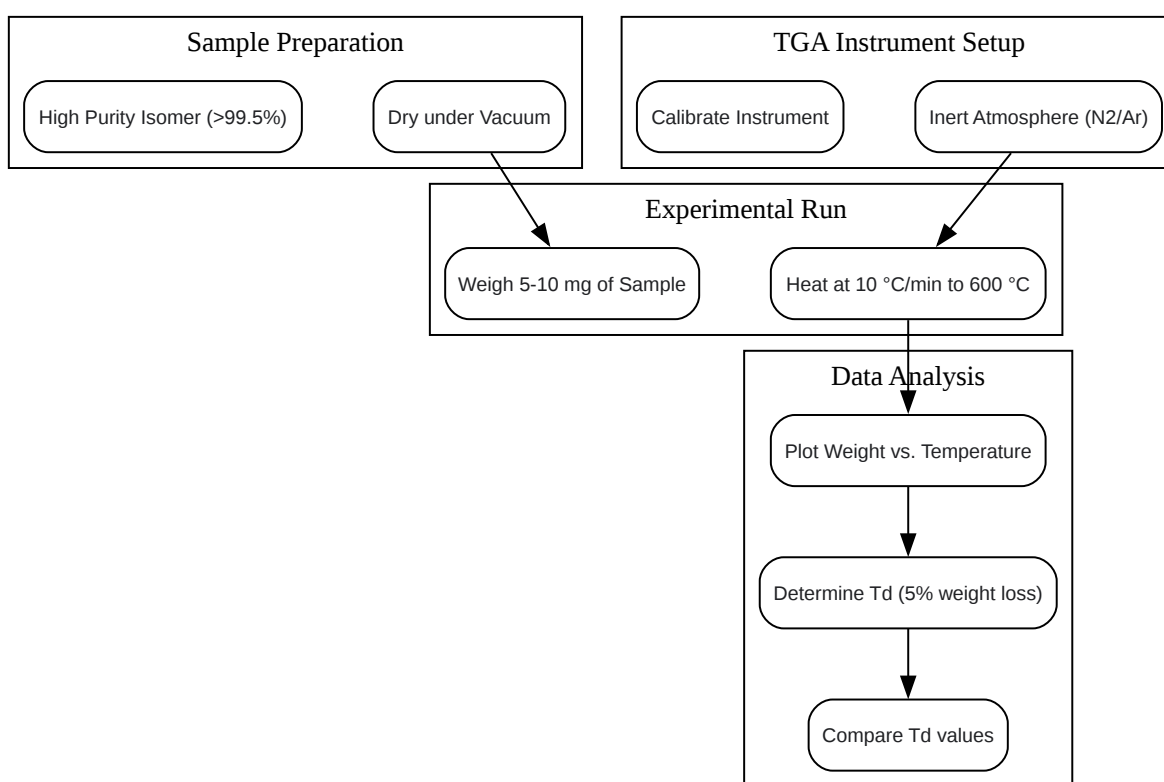 Sample Preparation
TGA Instrument Setup
High Purity Isomer (>99.5%)
Dry under Vacuum
Calibrate Instrument
Inert Atmosphere (N2/Ar)
Experimental Run
Weigh 5-10 mg of Sample
Heat at 10 °C/min to 600 °C
Data Analysis
Plot Weight vs. Temperature
Determine Td (5% weight loss)
Compare Td values